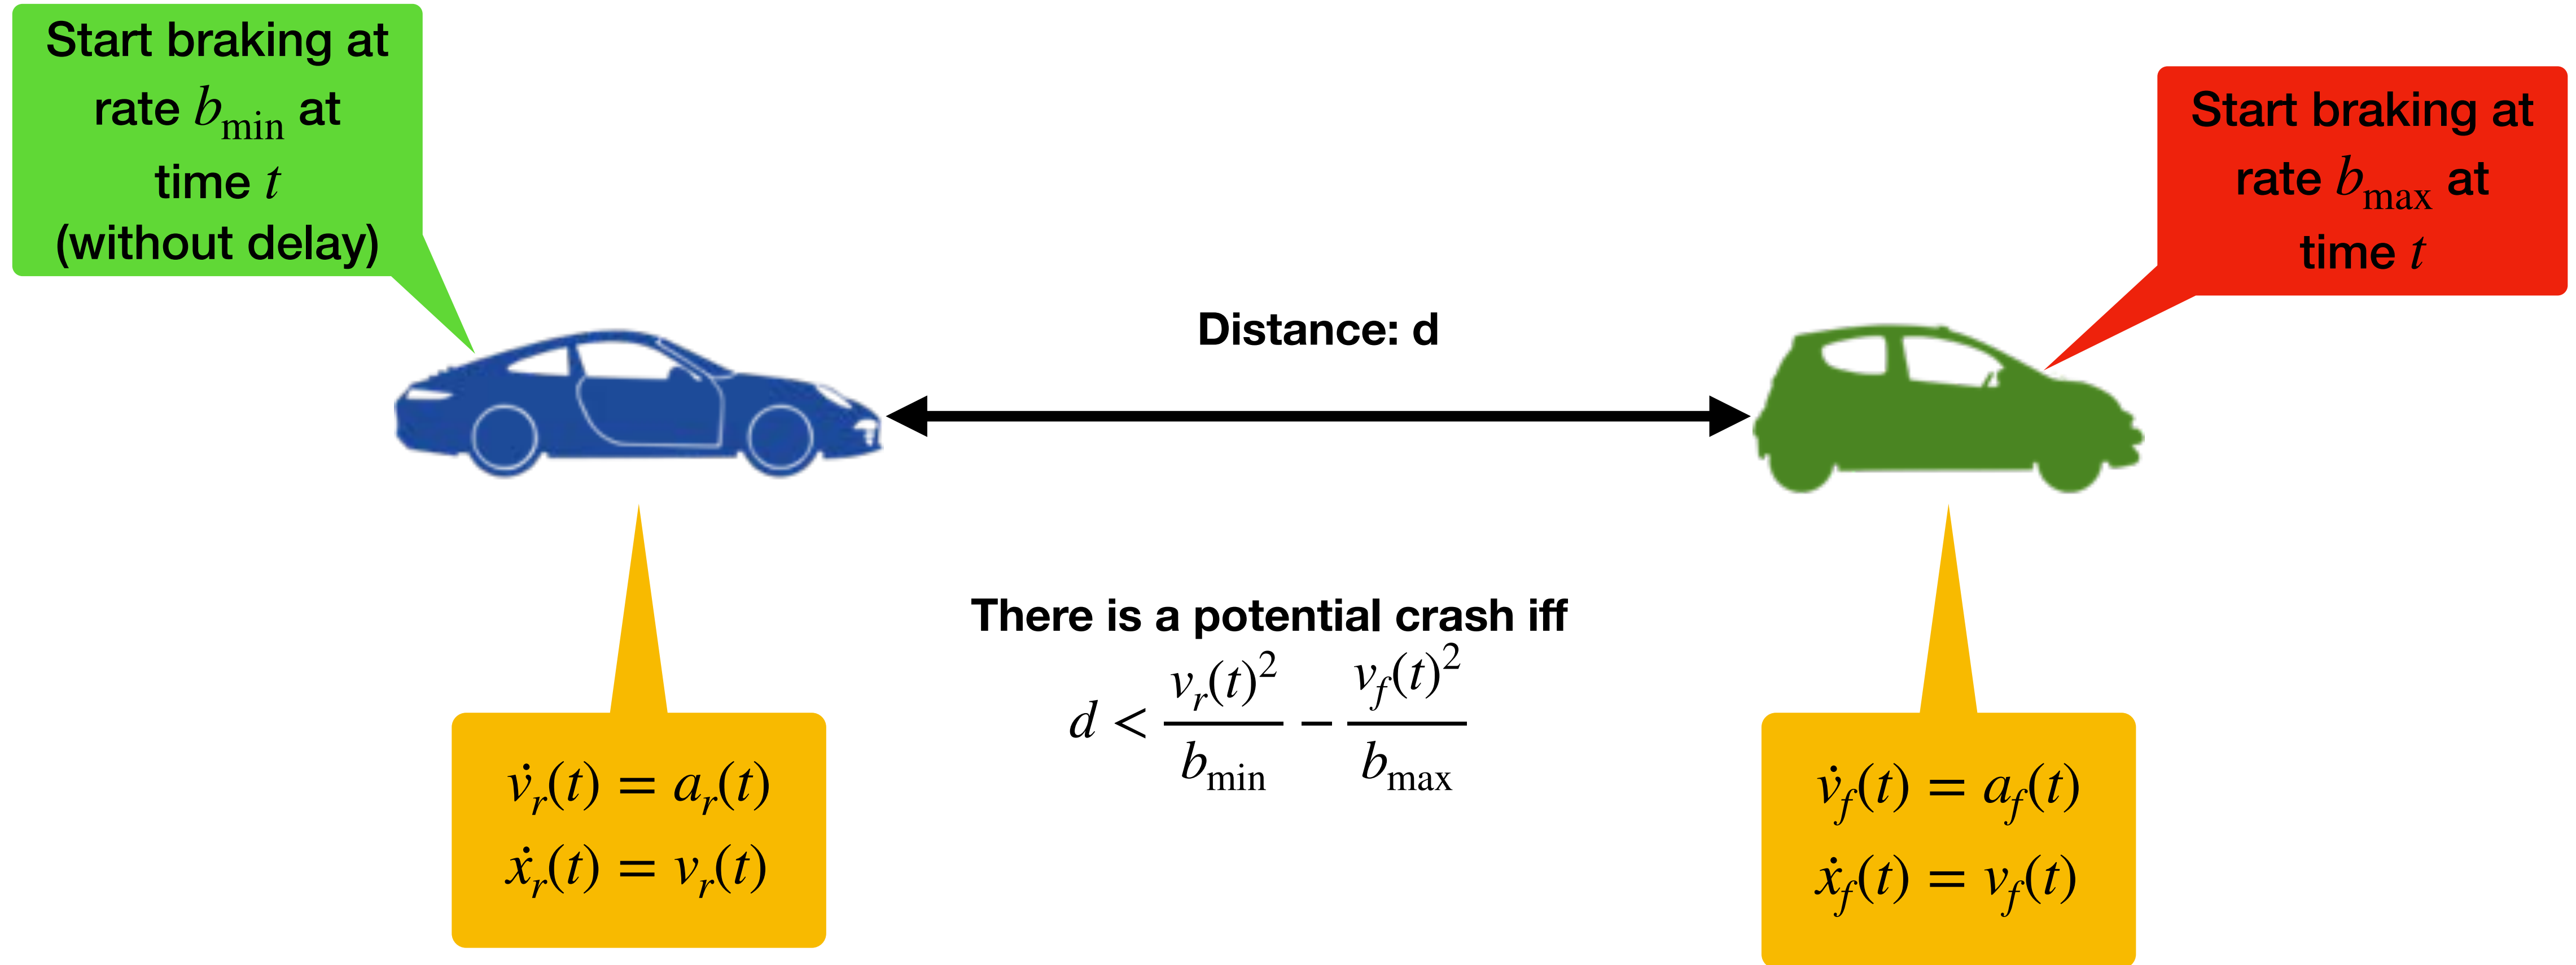 Start braking at
rate b_min at
time t
(without delay)
Start braking at
rate b_max at
time t
Distance: d
There is a potential crash iff
d < v_r(t)²/b_min − v_f(t)²/b_max
v̇_r(t) = a_r(t)
ẋ_r(t) = v_r(t)
v̇_f(t) = a_f(t)
ẋ_f(t) = v_f(t)